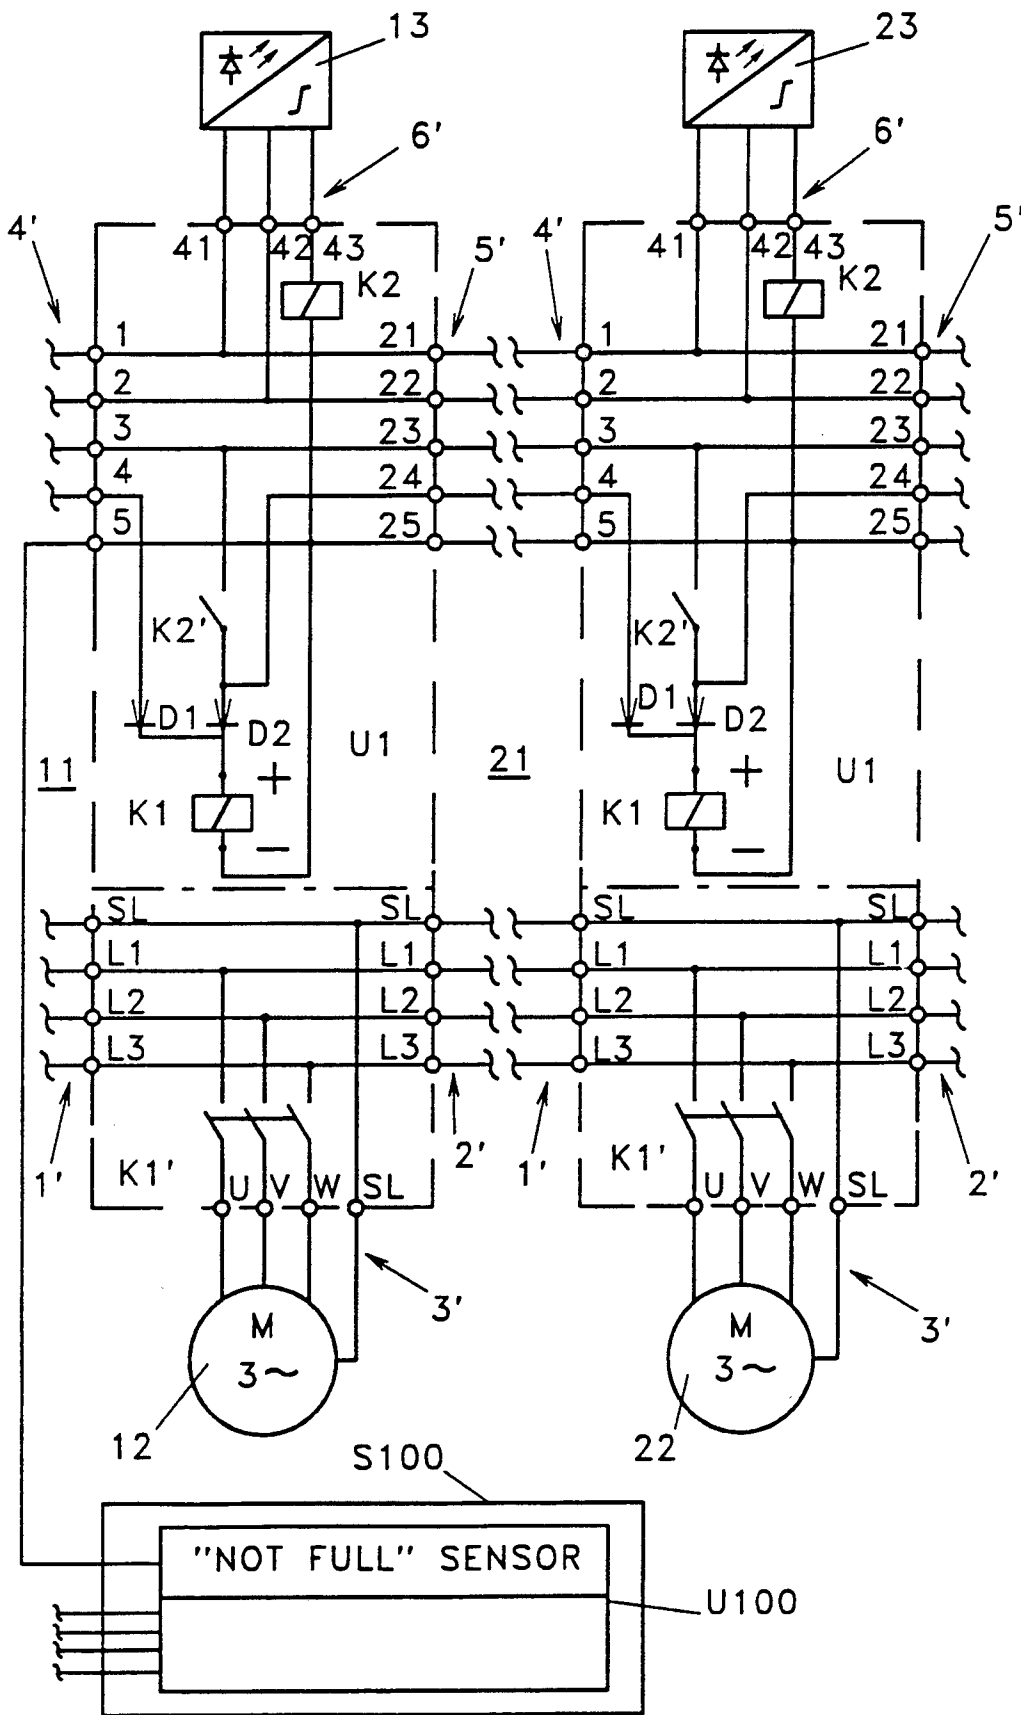 13 23
6' 6'
4' 41 42 43 5' 4' 41 42 43 5'
K2 K2
1 21 1 21
2 22 2 22
3 23 3 23
4 24 4 24
5 25 5 25
K2' K2'
D1 D2 D1 D2
11 U1 21 U1
+ +
K1 K1
− −
SL SL SL SL
L1 L1 L1 L1
L2 L2 L2 L2
L3 L3 L3 L3
1' K1' 2' 1' K1' 2'
U V W SL U V W SL
3' 3'
M M
3~ 3~
12 22
S100
"NOT FULL" SENSOR
U100